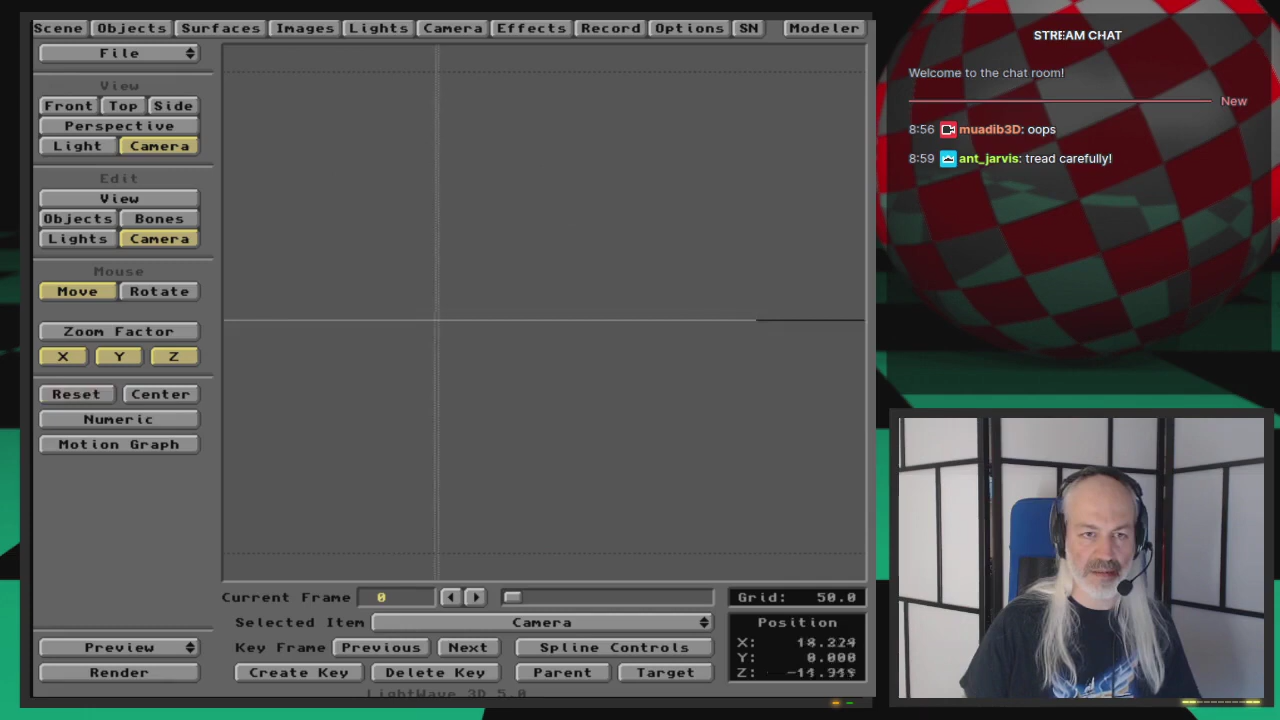 Scene Objects Surfaces Images Lights Camera Effects Record Options SN Modeler
File
View
Front Top Side
Perspective
Light Camera
Edit
View
Objects Bones
Lights Camera
Mouse
Move Rotate
Zoom Factor
X Y Z
Reset Center
Numeric
Motion Graph
Preview
Render
Current Frame 0
Selected Item Camera
Key Frame Previous Next Spline Controls
Create Key Delete Key Parent Target
LightWave 3D 5.0
Grid: 50.0
Position
X:
Y: 0.000
Z:
STREAM CHAT
Welcome to the chat room!
New
8:56 muadib3D: oops
8:59 ant_jarvis: tread carefully!